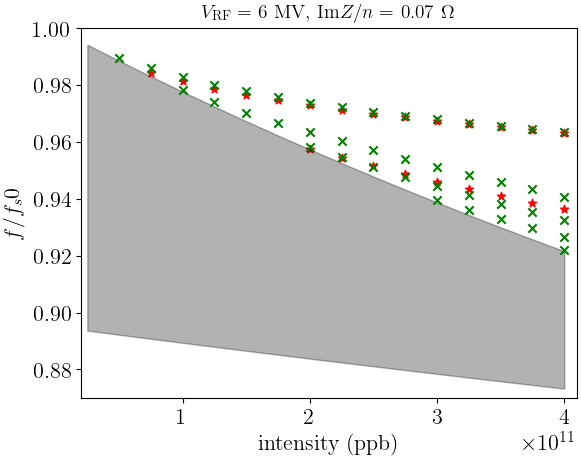 V_RF = 6 MV, ImZ/n = 0.07 Ω
1.00
0.98
0.96
0.94
0.92
0.90
0.88
f/f_s0
1 2 3 4
intensity (ppb)
×10^11